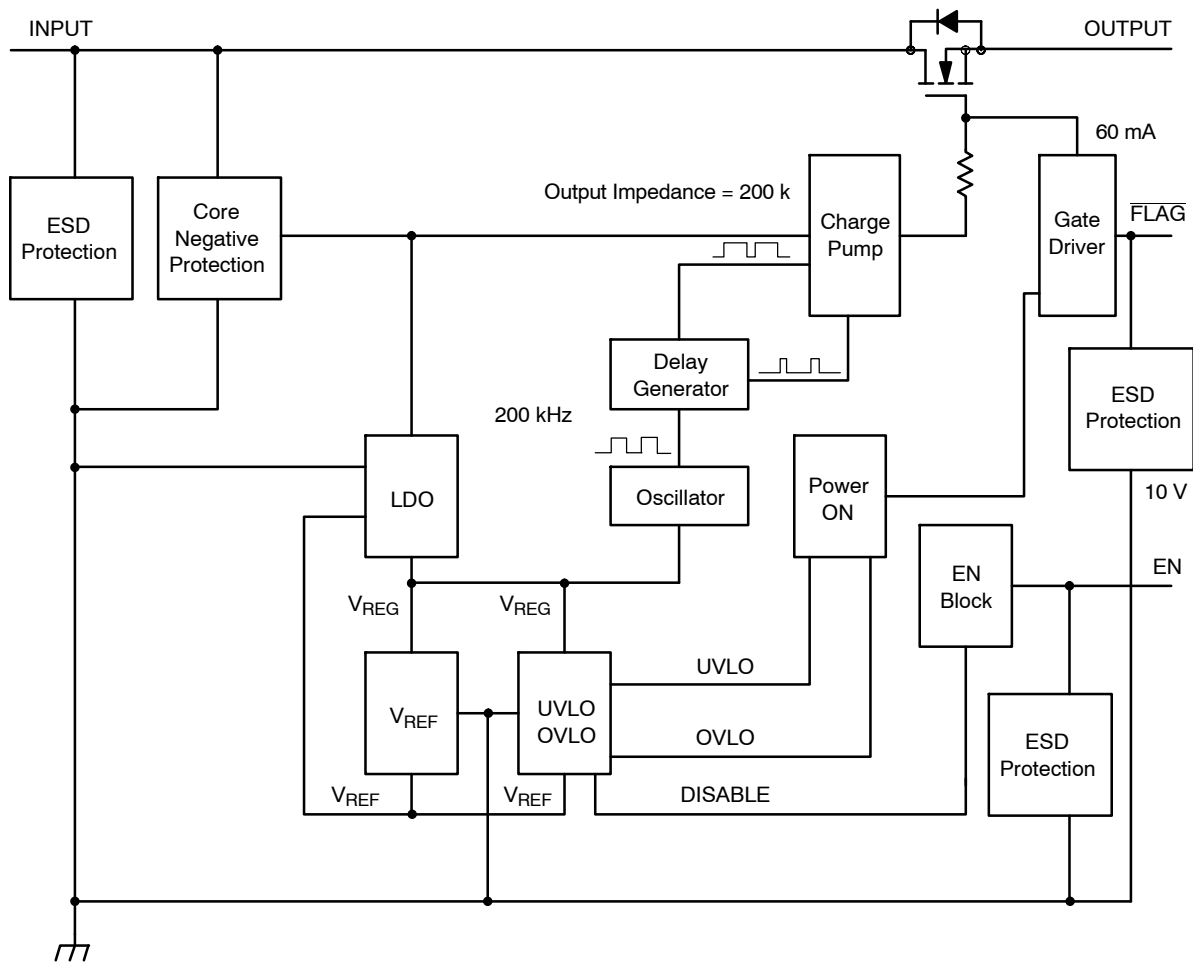 INPUT
OUTPUT
60 mA
ESD
Protection
Core
Negative
Protection
Output Impedance = 200 k
Charge
Pump
Gate
Driver
FLAG
Delay
Generator
200 kHz
ESD
Protection
10 V
LDO
Oscillator
Power
ON
EN
Block
EN
VREG
VREG
VREF
UVLO
OVLO
UVLO
OVLO
ESD
Protection
VREF
VREF
DISABLE